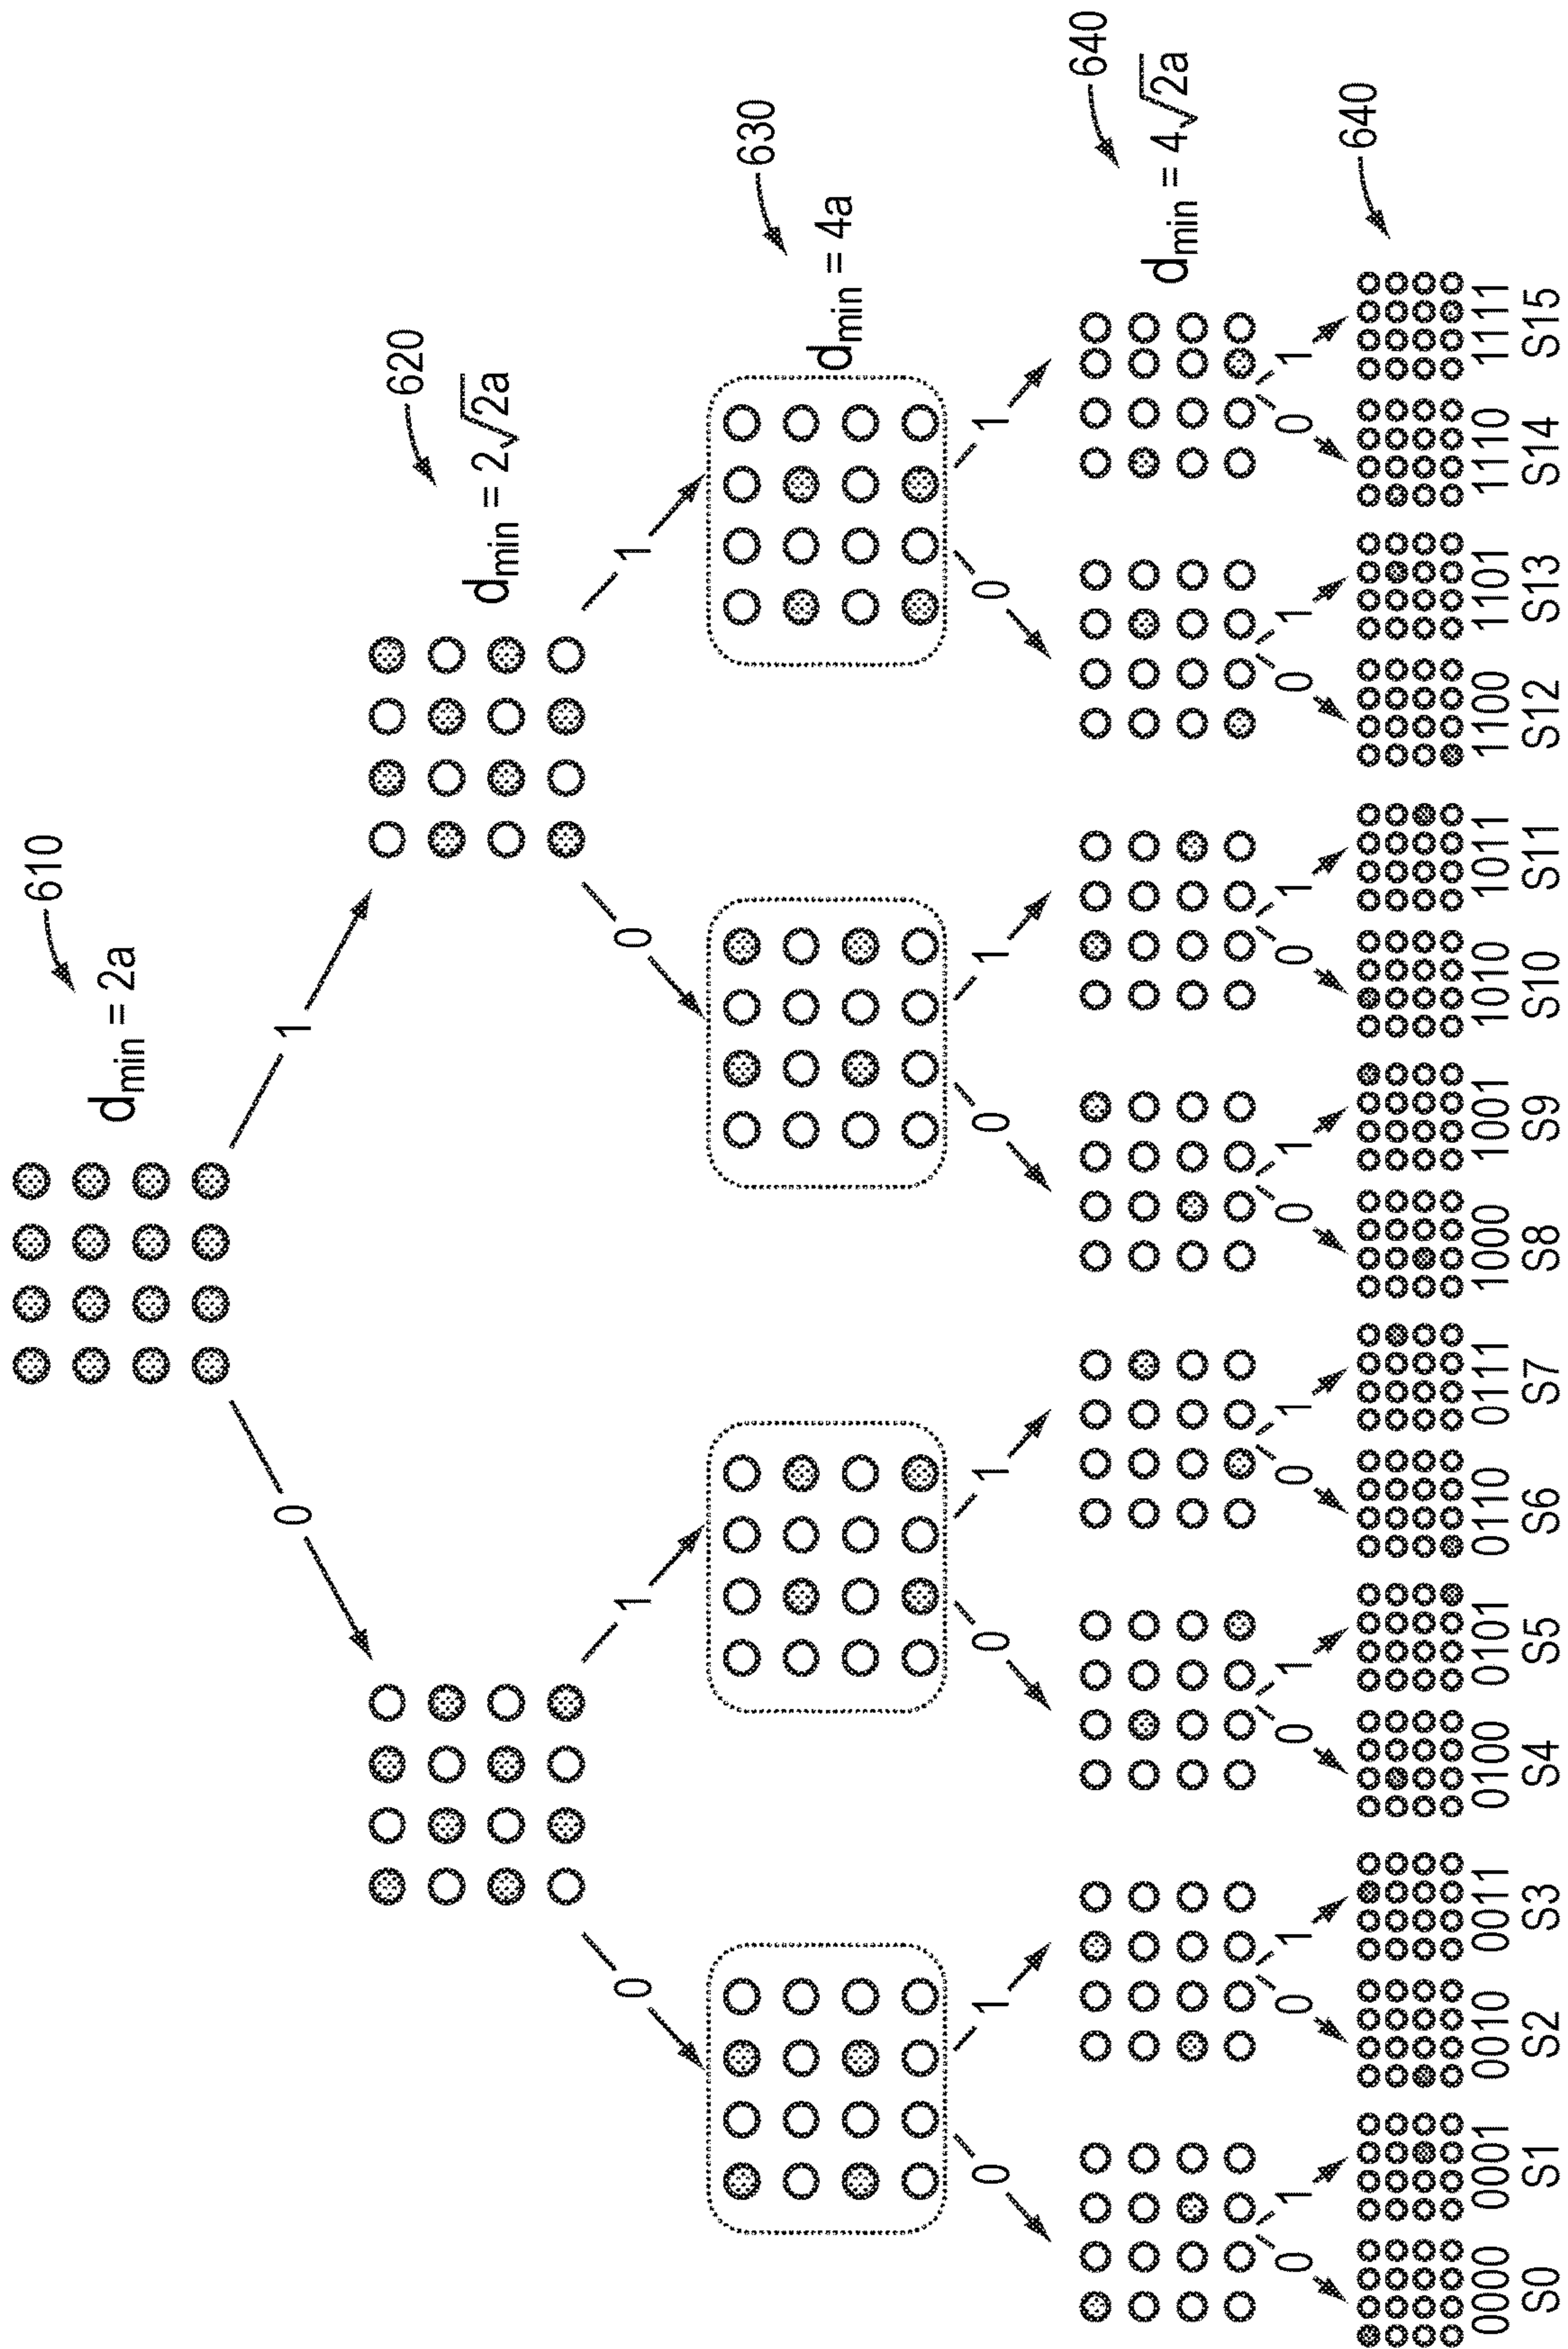 610
d_min = 2a
0 1
620
d_min = 2√2a
0 1 0 1
630
d_min = 4a
0 1 0 1 0 1 0 1
640
d_min = 4√2a
0 1 0 1 0 1 0 1 0 1 0 1 0 1 0 1
640
0000 0001 0010 0011 0100 0101 0110 0111 1000 1001 1010 1011 1100 1101 1110 1111
S0 S1 S2 S3 S4 S5 S6 S7 S8 S9 S10 S11 S12 S13 S14 S15